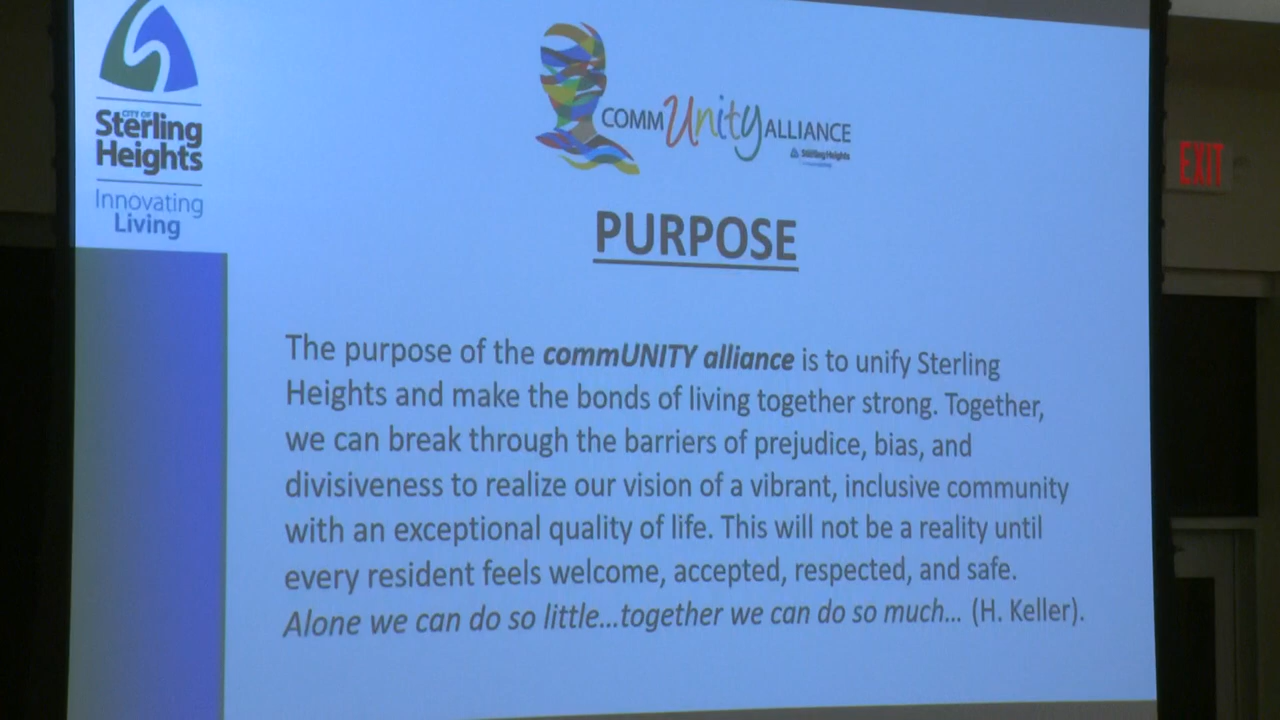 CITY OF
Sterling
Heights
Innovating
Living
COMMUnityALLIANCE
Sterling Heights
PURPOSE
EXIT
The purpose of the commUNITY alliance is to unify Sterling
Heights and make the bonds of living together strong. Together,
we can break through the barriers of prejudice, bias, and
divisiveness to realize our vision of a vibrant, inclusive community
with an exceptional quality of life. This will not be a reality until
every resident feels welcome, accepted, respected, and safe.
Alone we can do so little...together we can do so much... (H. Keller).